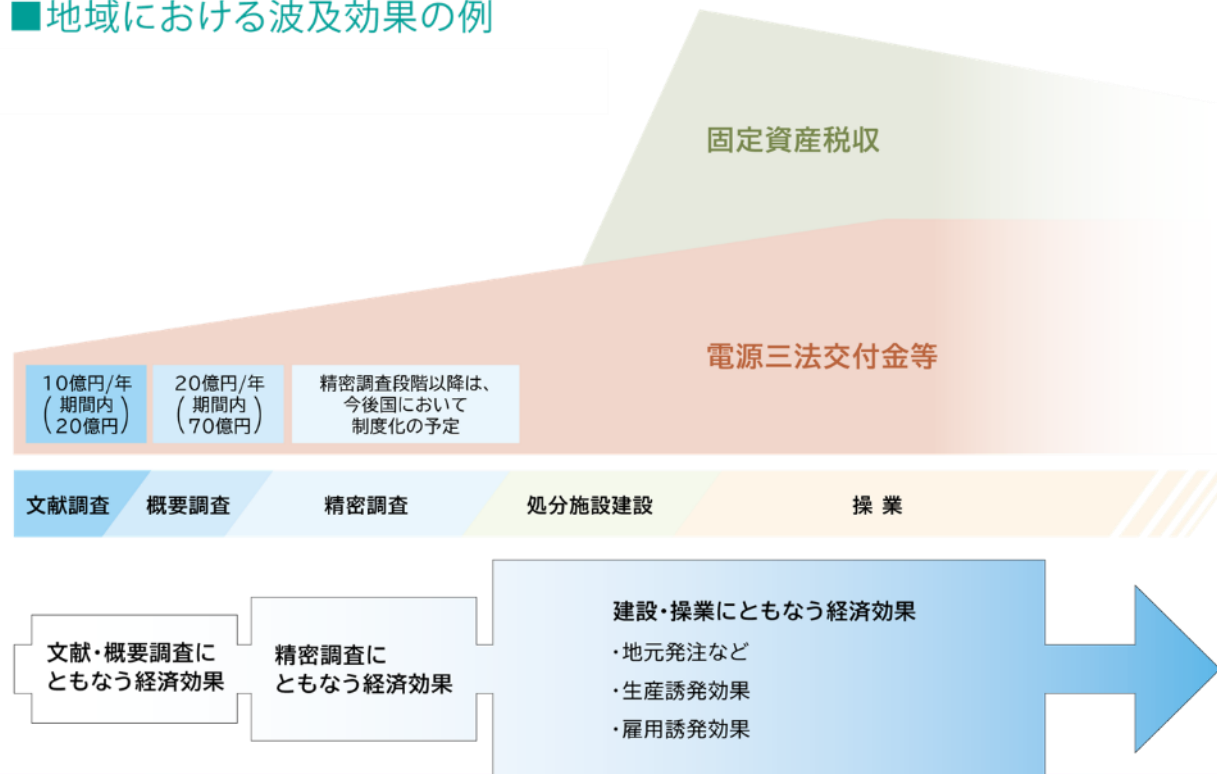 ■地域における波及効果の例
固定資産税収
電源三法交付金等
10億円/年
(期間内
20億円)
20億円/年
(期間内
70億円)
精密調査段階以降は、
今後国において
制度化の予定
文献調査
概要調査
精密調査
処分施設建設
操業
文献・概要調査に
ともなう経済効果
精密調査に
ともなう経済効果
建設・操業にともなう経済効果
・地元発注など
・生産誘発効果
・雇用誘発効果